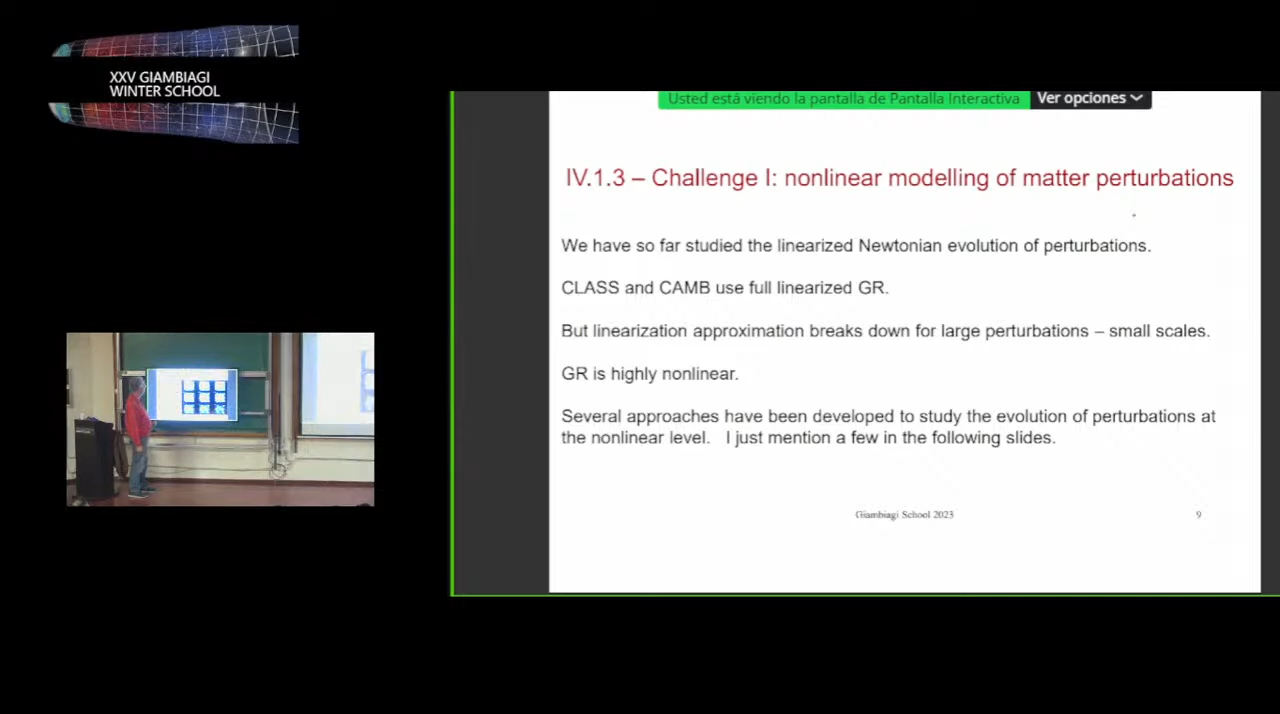 XXV GIAMBIAGI
WINTER SCHOOL
Usted está viendo la pantalla de Pantalla Interactiva
Ver opciones
IV.1.3 – Challenge I: nonlinear modelling of matter perturbations
We have so far studied the linearized Newtonian evolution of perturbations.
CLASS and CAMB use full linearized GR.
But linearization approximation breaks down for large perturbations – small scales.
GR is highly nonlinear.
Several approaches have been developed to study the evolution of perturbations at
the nonlinear level. I just mention a few in the following slides.
Giambiagi School 2023
9